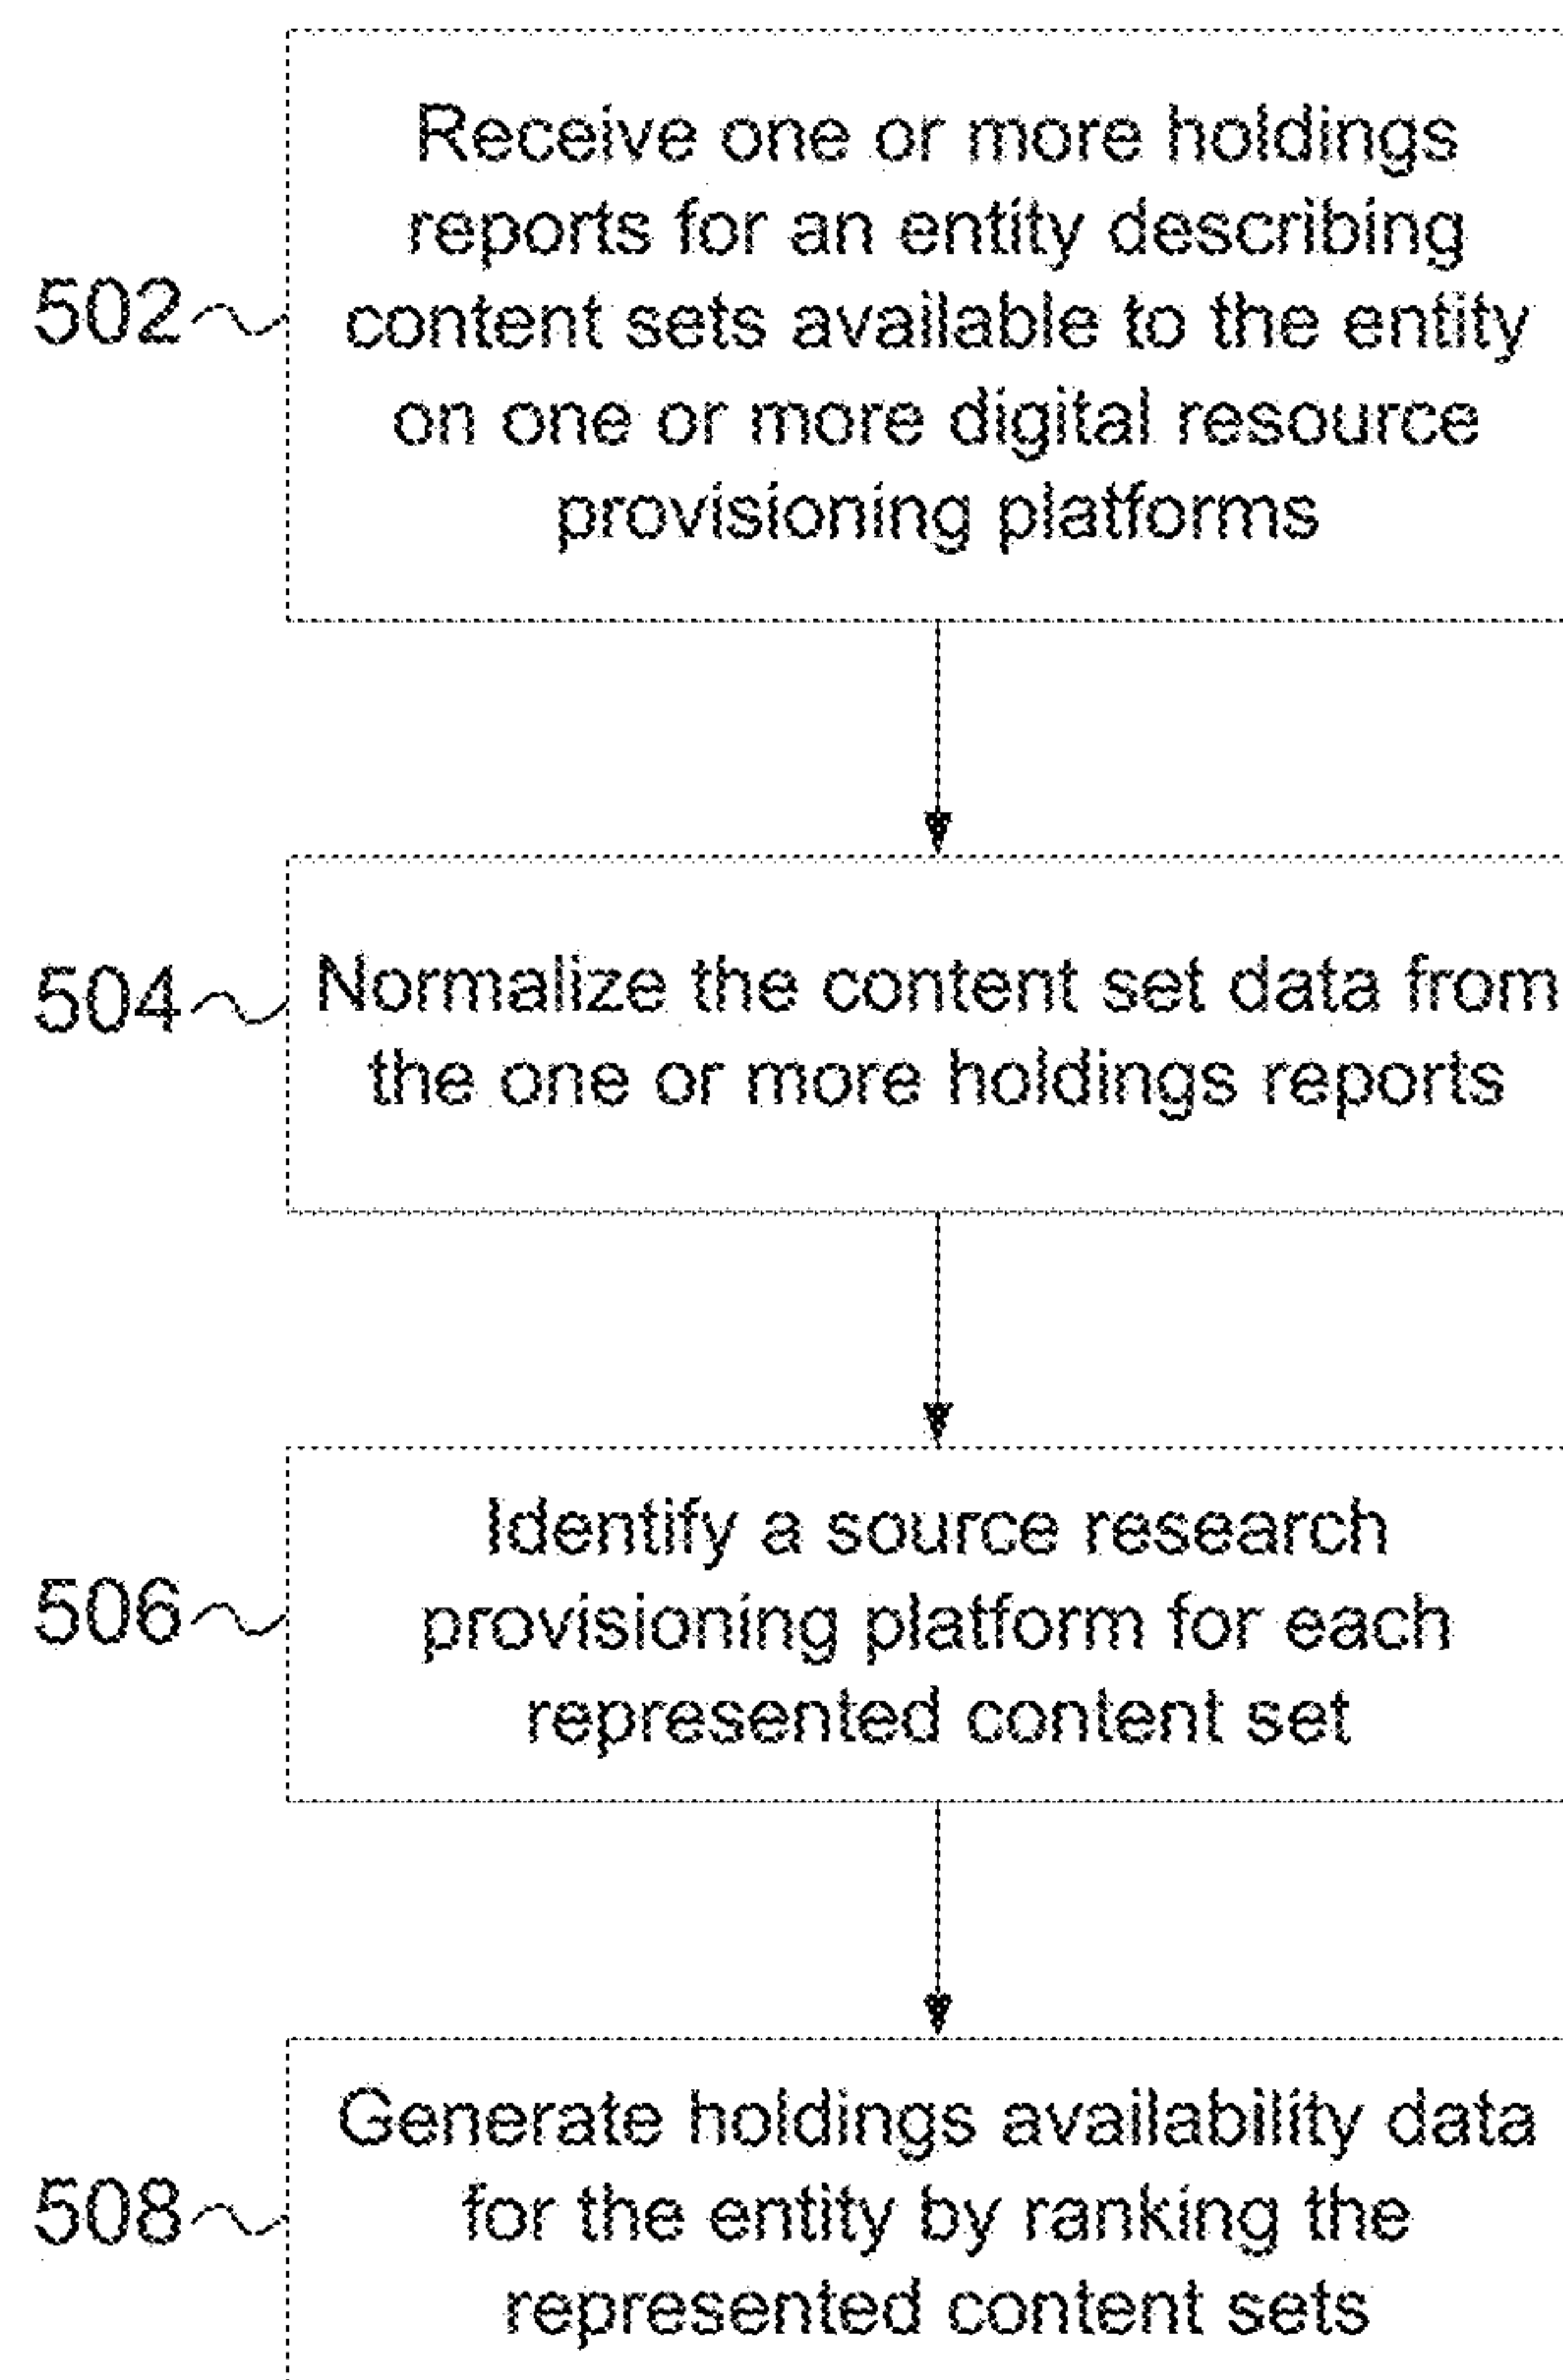 Receive one or more holdings
reports for an entity describing
502 content sets available to the entity
on one or more digital resource
provisioning platforms
504 Normalize the content set data from
the one or more holdings reports
Identify a source research
506 provisioning platform for each
represented content set
Generate holdings availability data
508 for the entity by ranking the
represented content sets